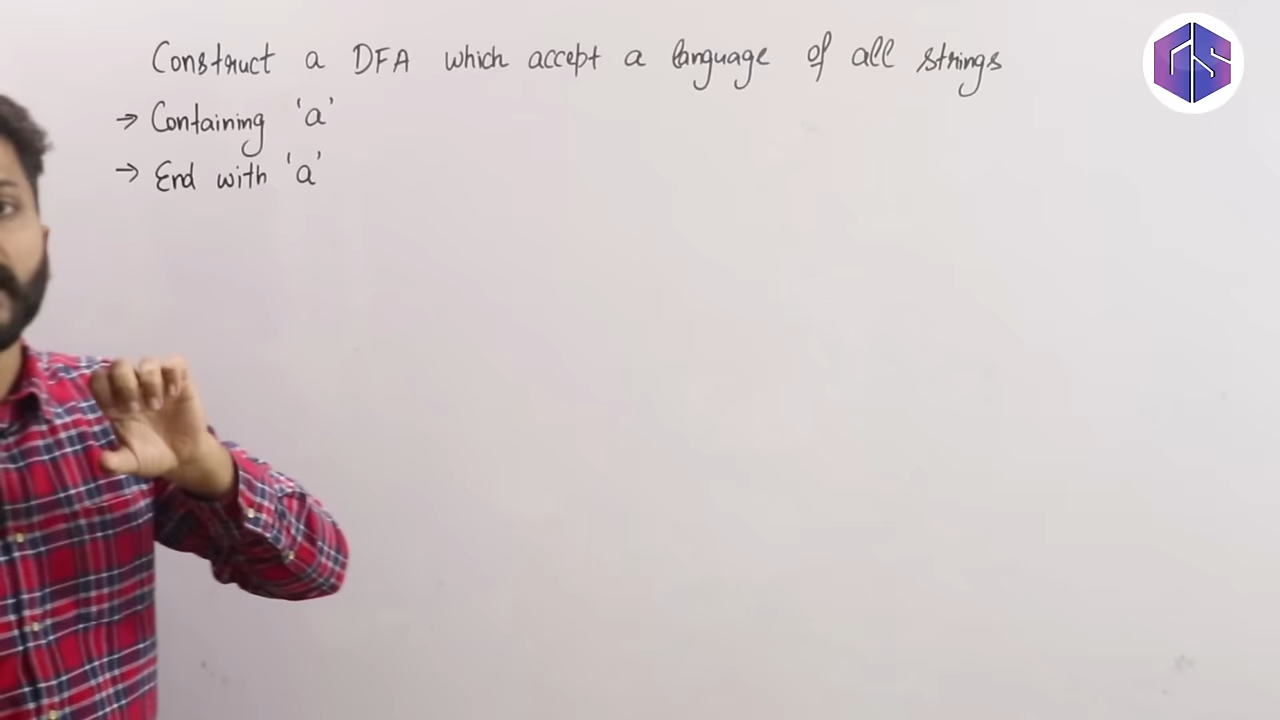 Construct a DFA which accept a language of all strings
→ Containing 'a'
→ End with 'a'